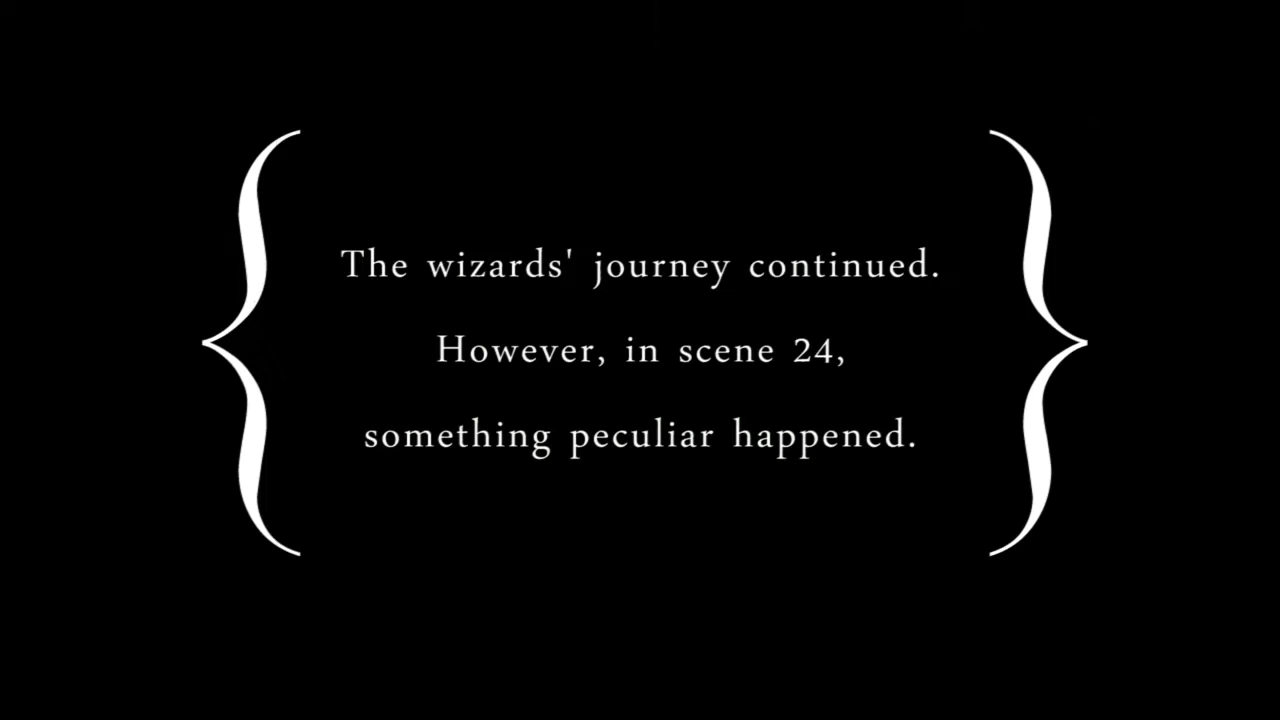 The wizards' journey continued.
However, in scene 24,
something peculiar happened.